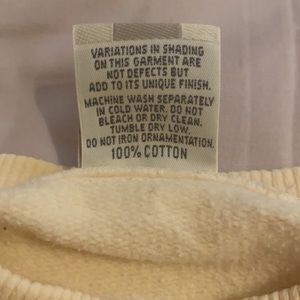 VARIATIONS IN SHADING
ON THIS GARMENT ARE
NOT DEFECTS BUT
ADD TO ITS UNIQUE FINISH.
MACHINE WASH SEPARATELY
IN COLD WATER. DO NOT
BLEACH OR DRY CLEAN.
TUMBLE DRY LOW.
DO NOT IRON ORNAMENTATION.
100% COTTON